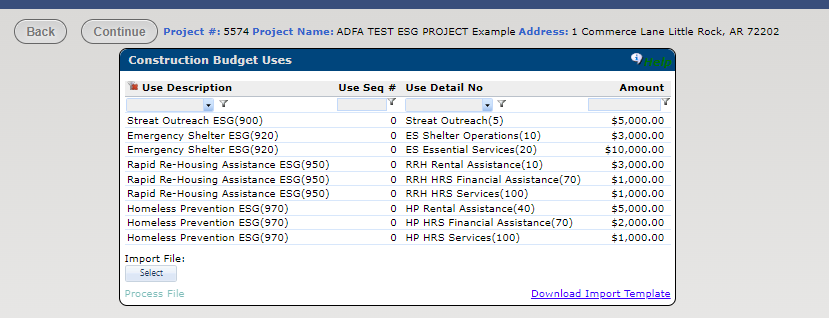 Back Continue Project #: 5574 Project Name: ADFA TEST ESG PROJECT Example Address: 1 Commerce Lane Little Rock, AR 72202
Construction Budget Uses Help
Use Description Use Seq # Use Detail No Amount
Streat Outreach ESG(900) 0 Streat Outreach(5) $5,000.00
Emergency Shelter ESG(920) 0 ES Shelter Operations(10) $3,000.00
Emergency Shelter ESG(920) 0 ES Essential Services(20) $10,000.00
Rapid Re-Housing Assistance ESG(950) 0 RRH Rental Assistance(10) $3,000.00
Rapid Re-Housing Assistance ESG(950) 0 RRH HRS Financial Assistance(70) $1,000.00
Rapid Re-Housing Assistance ESG(950) 0 RRH HRS Services(100) $1,000.00
Homeless Prevention ESG(970) 0 HP Rental Assistance(40) $5,000.00
Homeless Prevention ESG(970) 0 HP HRS Financial Assistance(70) $2,000.00
Homeless Prevention ESG(970) 0 HP HRS Services(100) $1,000.00
Import File:
Select
Process File Download Import Template